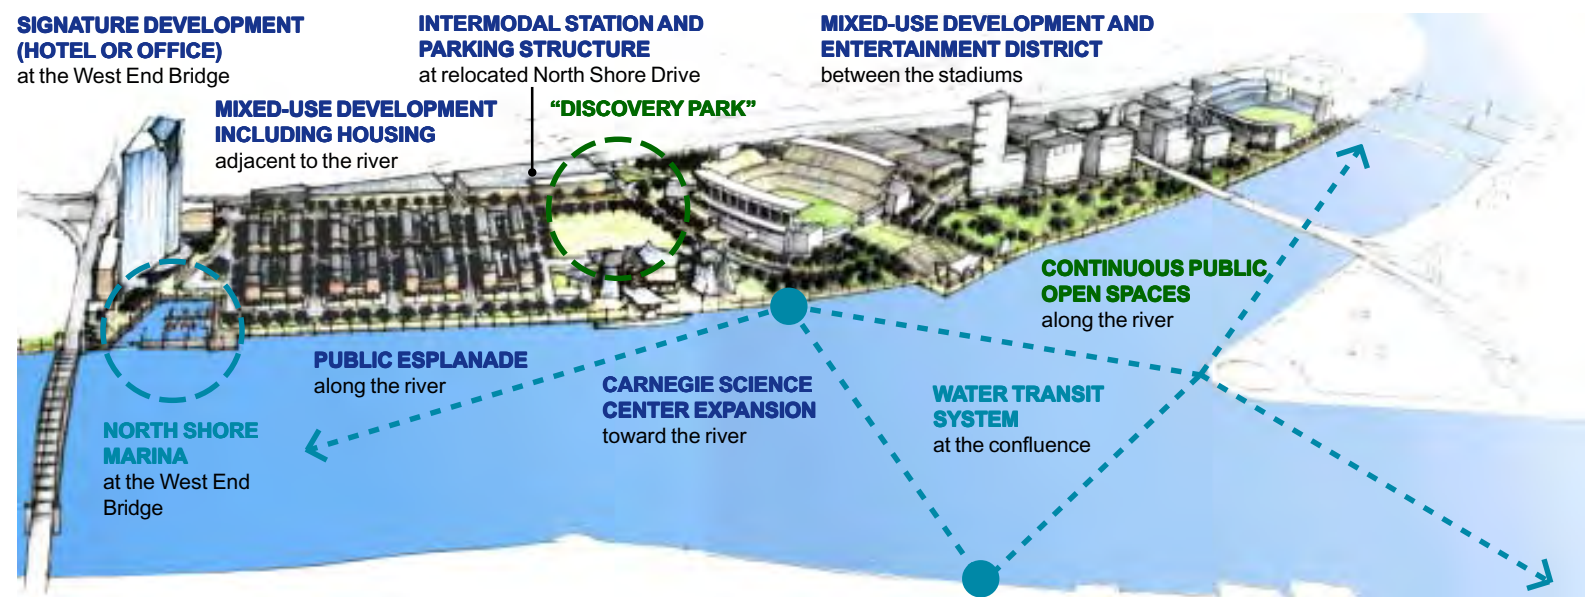 SIGNATURE DEVELOPMENT
(HOTEL OR OFFICE)
at the West End Bridge
INTERMODAL STATION AND
PARKING STRUCTURE
at relocated North Shore Drive
MIXED-USE DEVELOPMENT AND
ENTERTAINMENT DISTRICT
between the stadiums
MIXED-USE DEVELOPMENT
INCLUDING HOUSING
adjacent to the river
“DISCOVERY PARK”
CONTINUOUS PUBLIC
OPEN SPACES
along the river
PUBLIC ESPLANADE
along the river
CARNEGIE SCIENCE
CENTER EXPANSION
toward the river
WATER TRANSIT
SYSTEM
at the confluence
NORTH SHORE
MARINA
at the West End
Bridge